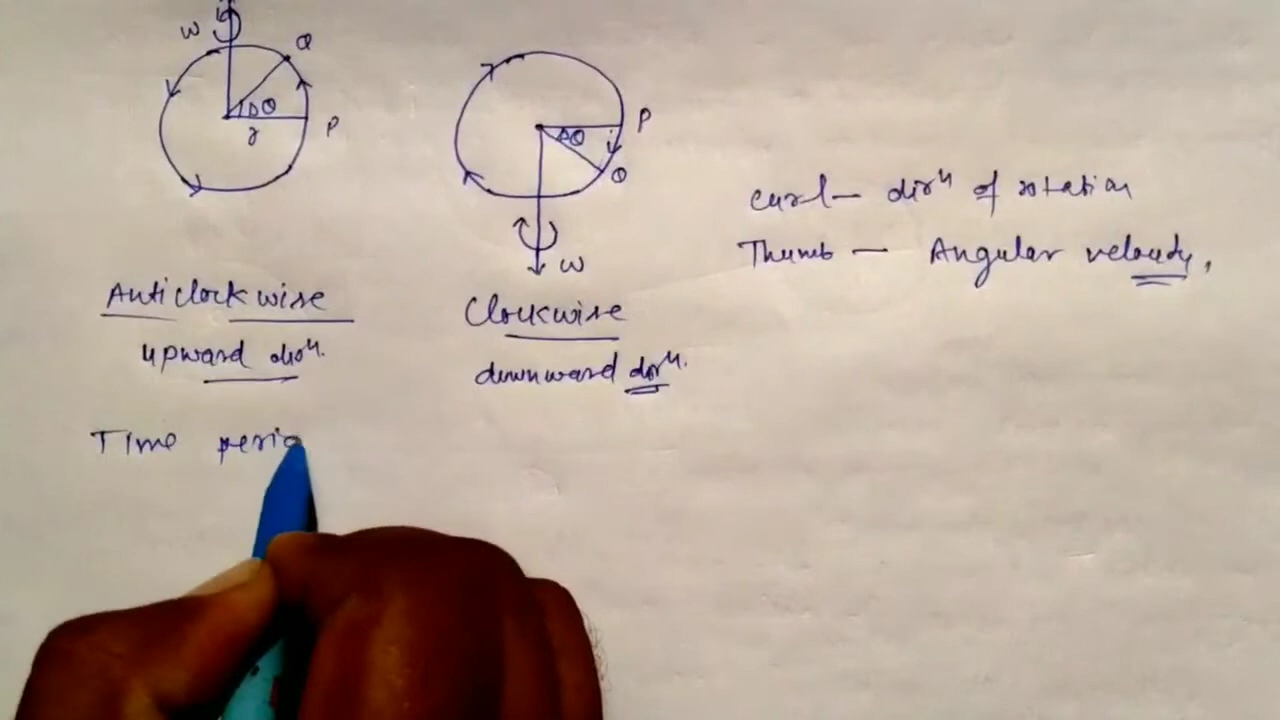 ω
Q
Δθ
r
P
P
Δθ
Q
ω
curl – dirⁿ of rotation
Thumb – Angular velocity,
Anticlockwise
upward dirⁿ.
Clockwise
downward dirⁿ.
Time perio